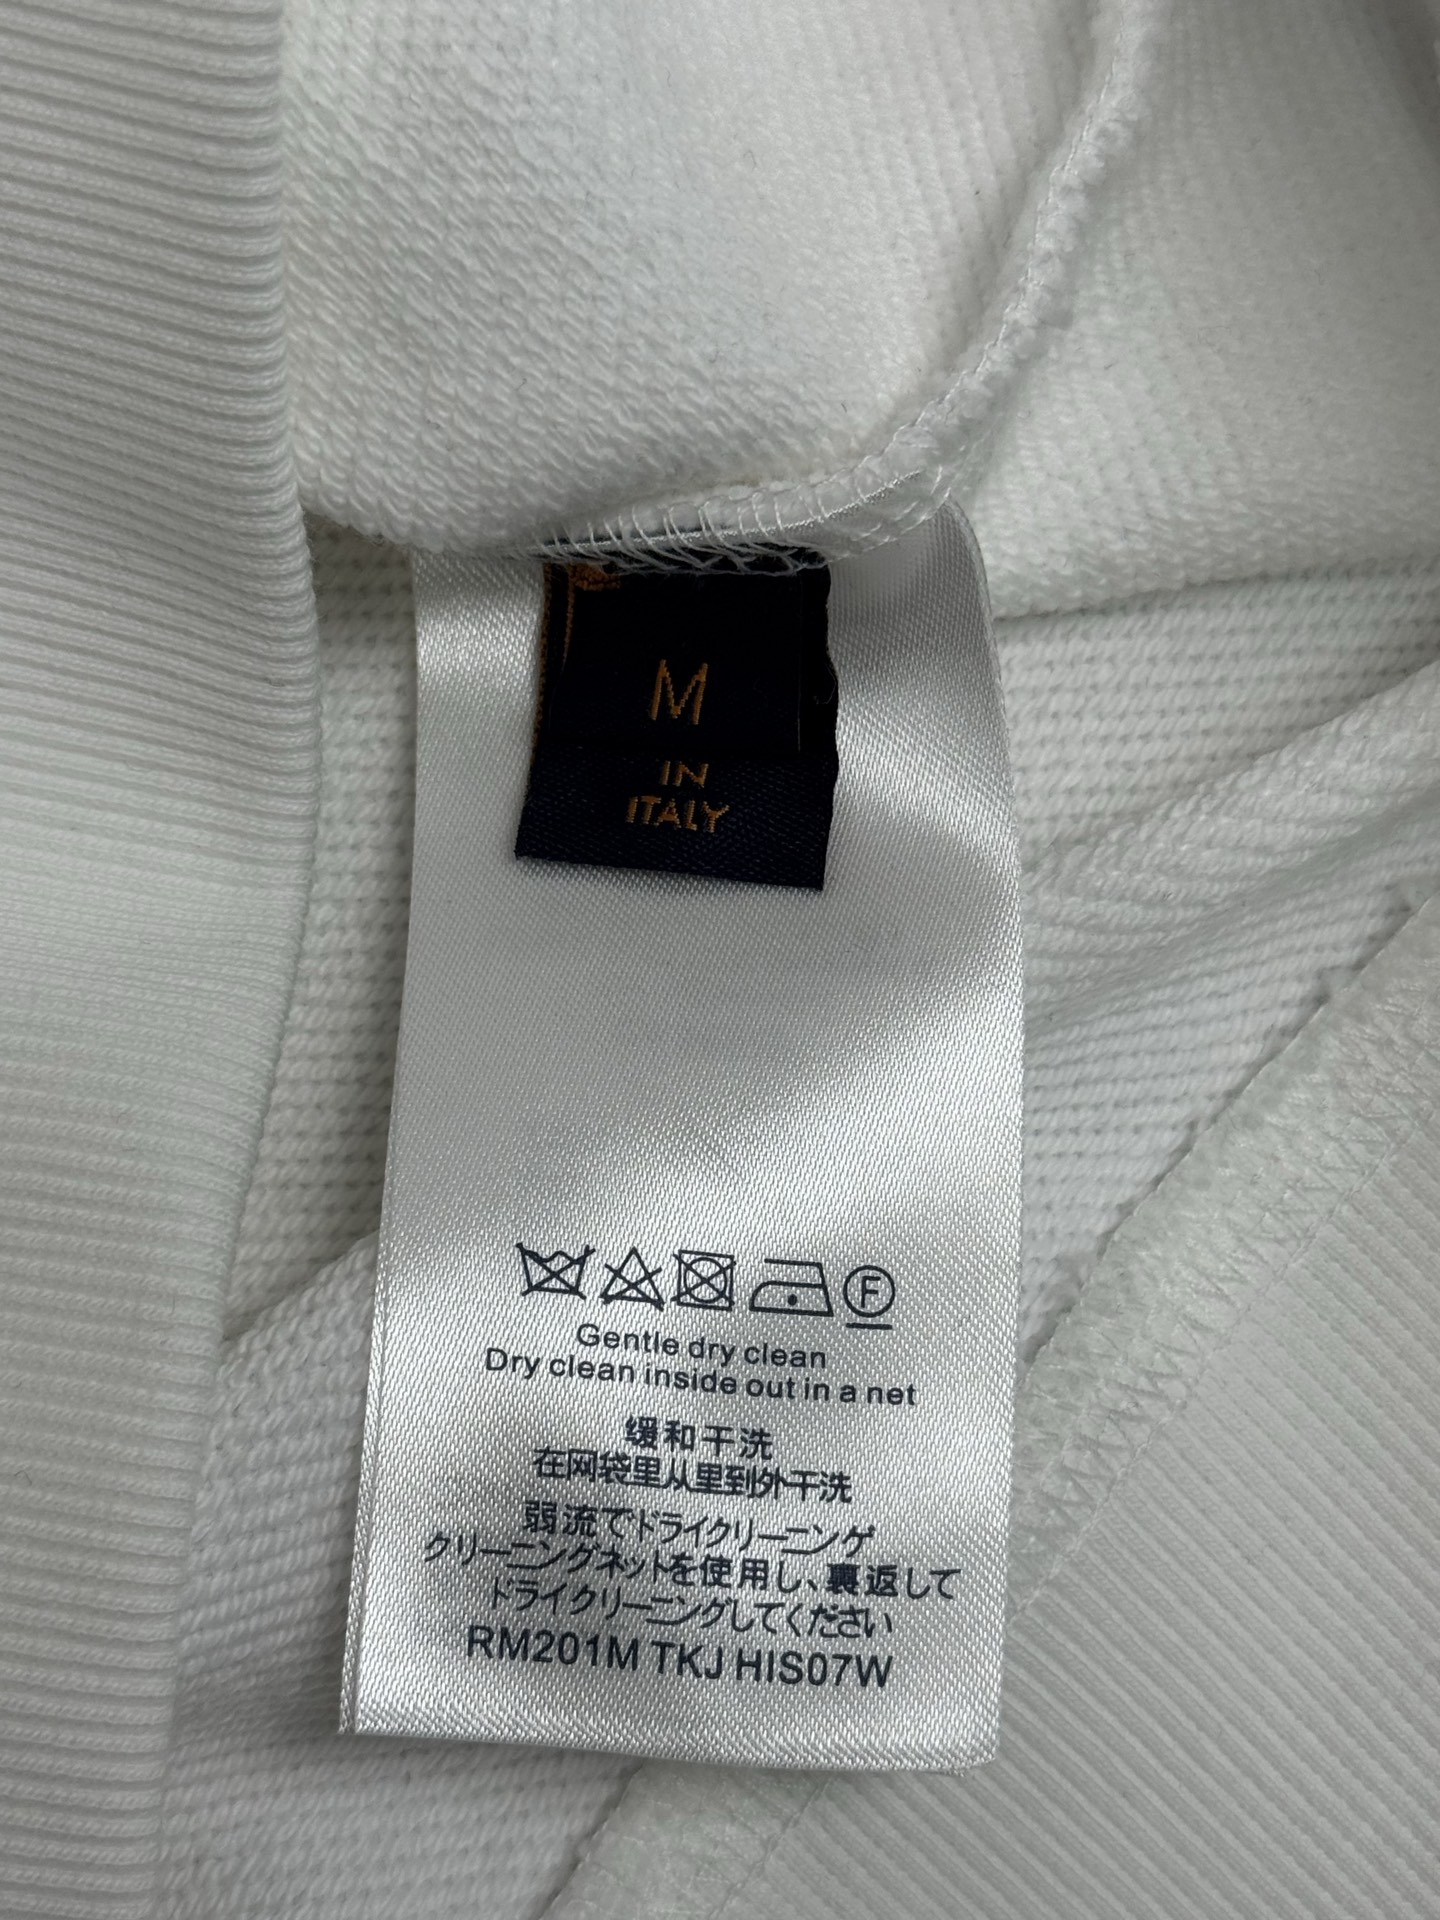 M
IN
ITALY
F
Gentle dry clean
Dry clean inside out in a net
缓和干洗
在网袋里从里到外干洗
弱流でドライクリーニング
クリーニングネットを使用し、裏返して
ドライクリーニングしてください
RM201M TKJ HIS07W